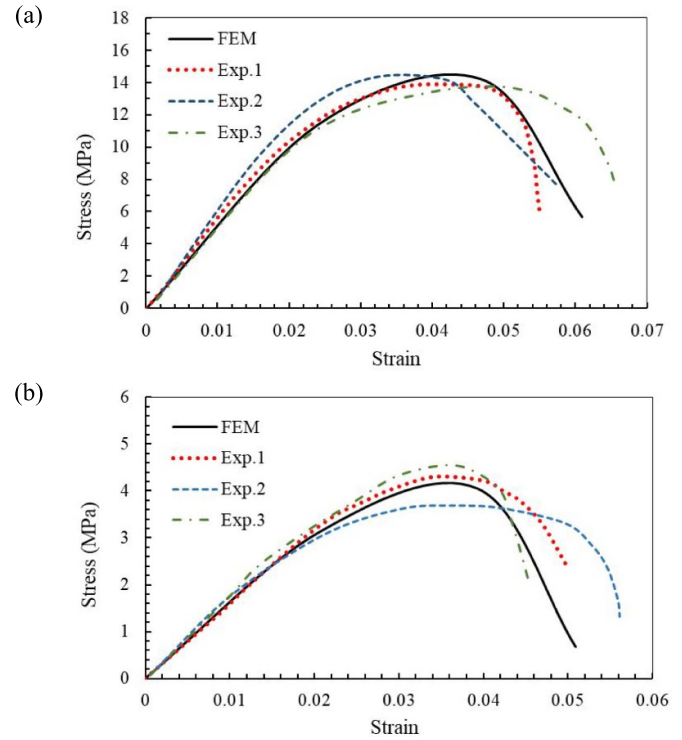 (a)
18
16
14
12
10
8
6
4
2
0
Stress (MPa)
FEM
Exp.1
Exp.2
Exp.3
0 0.01 0.02 0.03 0.04 0.05 0.06 0.07
Strain
(b)
6
5
4
3
2
1
0
Stress (MPa)
FEM
Exp.1
Exp.2
Exp.3
0 0.01 0.02 0.03 0.04 0.05 0.06
Strain